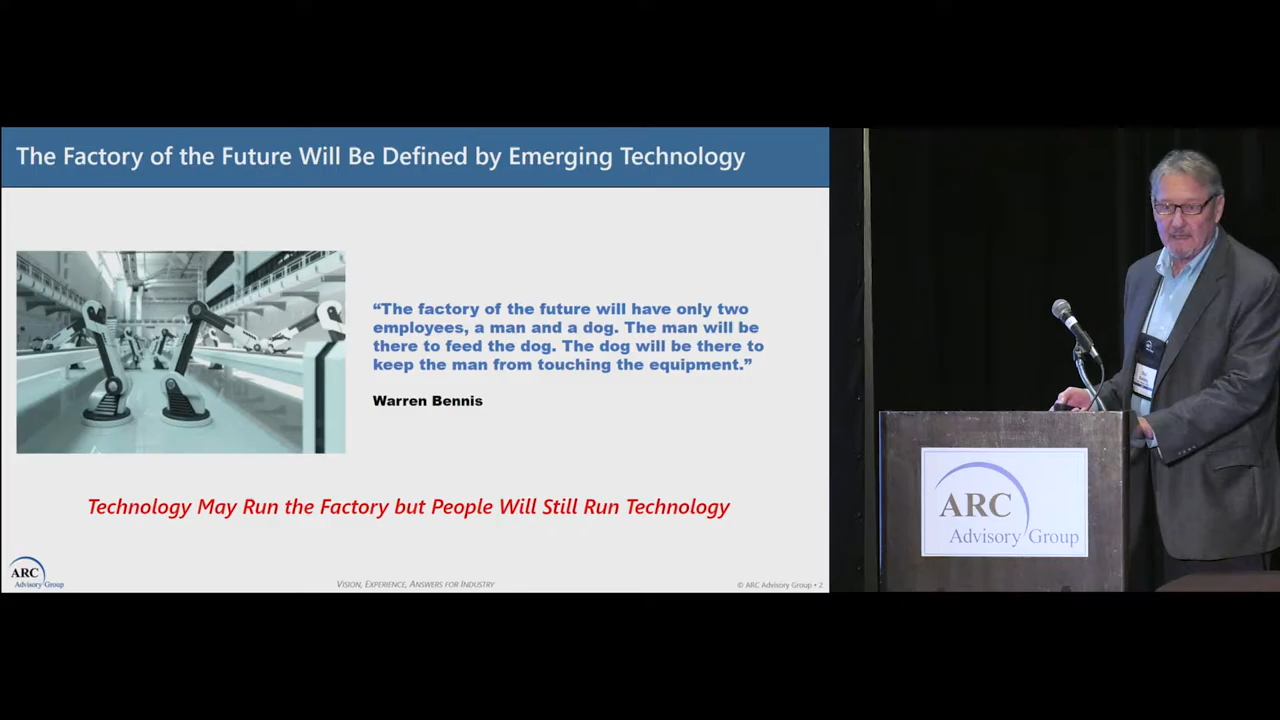 The Factory of the Future Will Be Defined by Emerging Technology
“The factory of the future will have only two
employees, a man and a dog. The man will be
there to feed the dog. The dog will be there to
keep the man from touching the equipment.”
Warren Bennis
Technology May Run the Factory but People Will Still Run Technology
ARC
Advisory Group
VISION, EXPERIENCE, ANSWERS FOR INDUSTRY
© ARC Advisory Group • 2
ARC
Advisory Group